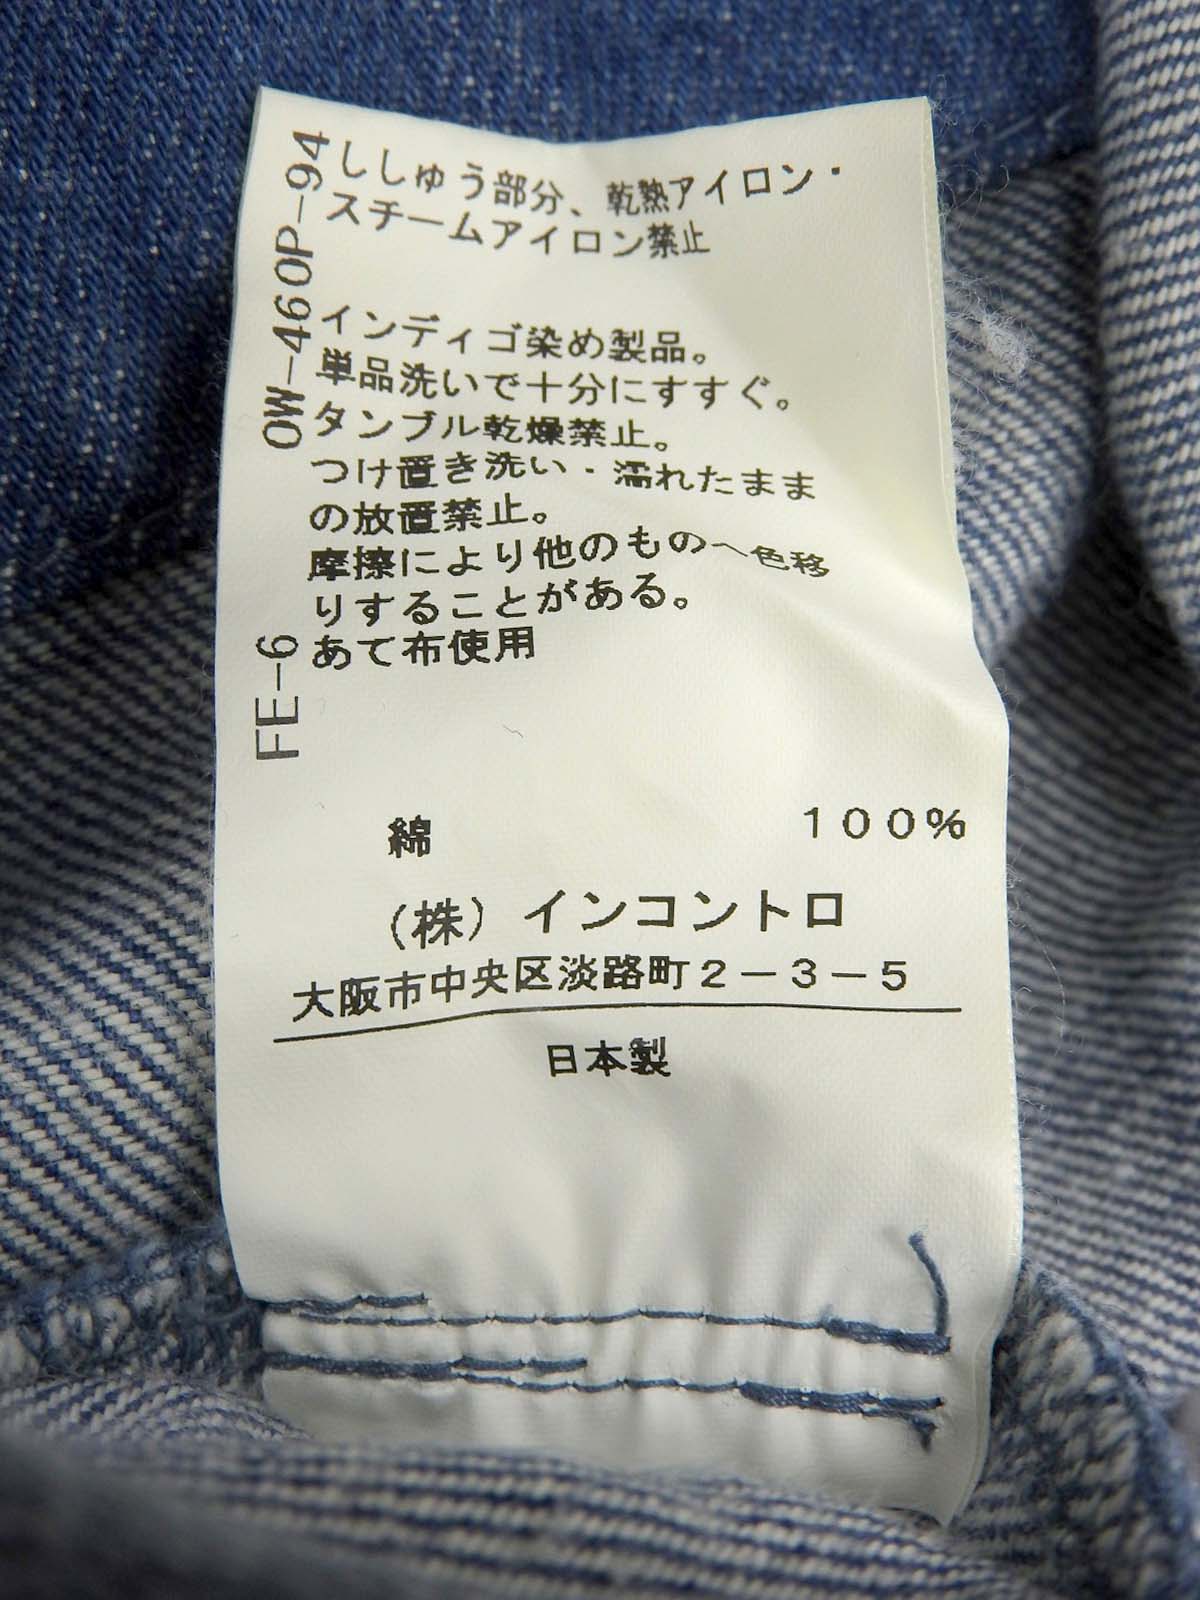 ししゅう部分、乾熱アイロン・
スチームアイロン禁止
インディゴ染め製品。
単品洗いで十分にすすぐ。
タンブル乾燥禁止。
つけ置き洗い・濡れたまま
の放置禁止。
摩擦により他のものへ色移
りすることがある。
あて布使用
OW-460P-94
FE-6
綿 100%
(株)インコントロ
大阪市中央区淡路町2-3-5
日本製